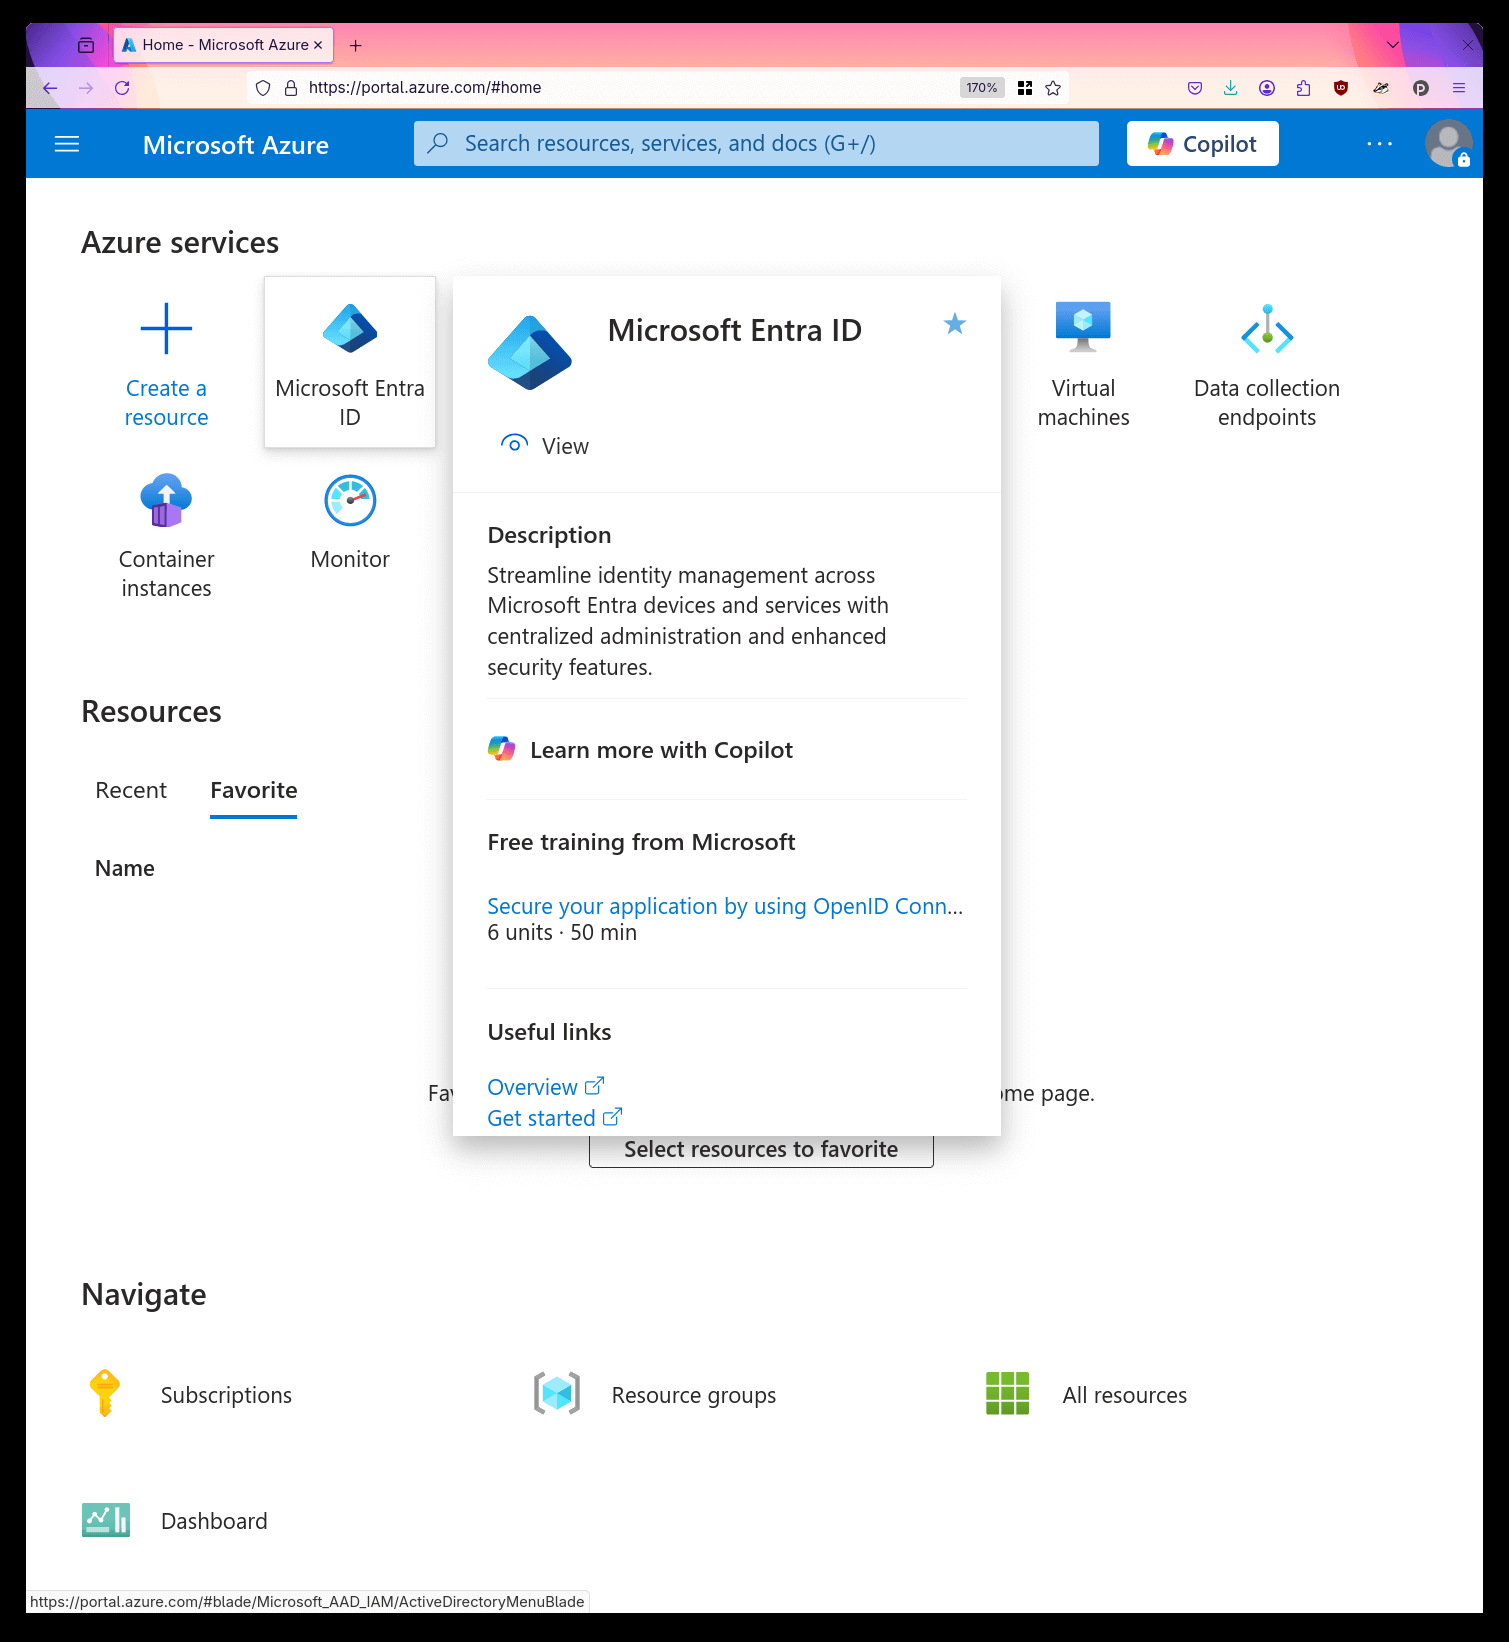 Home - Microsoft Azure
https://portal.azure.com/#home
170%
Microsoft Azure
Search resources, services, and docs (G+/)
Copilot
Azure services
Create a
resource
Microsoft Entra
ID
Microsoft Entra ID
View
Description
Streamline identity management across
Microsoft Entra devices and services with
centralized administration and enhanced
security features.
Learn more with Copilot
Free training from Microsoft
Secure your application by using OpenID Conn...
6 units · 50 min
Useful links
Overview
Get started
Virtual
machines
Data collection
endpoints
Container
instances
Monitor
Resources
Recent
Favorite
Name
Fav
ome page.
Select resources to favorite
Navigate
Subscriptions
Resource groups
All resources
Dashboard
https://portal.azure.com/#blade/Microsoft_AAD_IAM/ActiveDirectoryMenuBlade